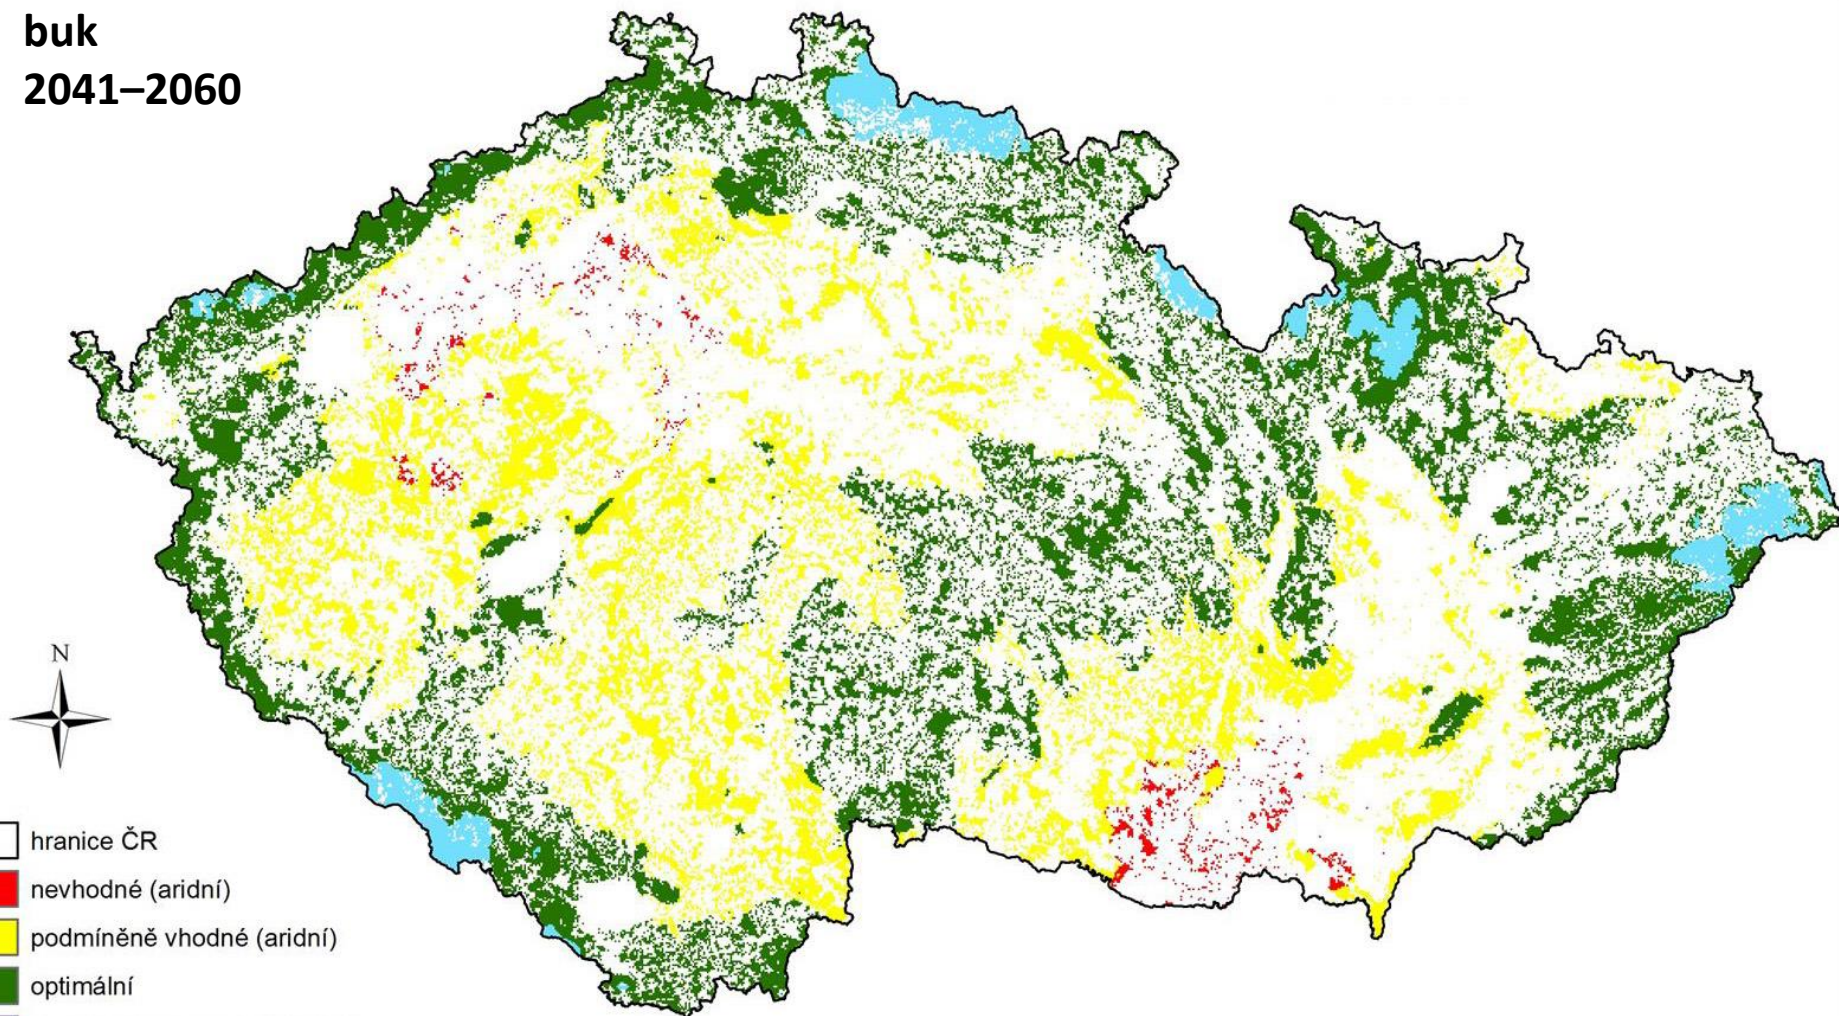 buk
2041–2060
N
hranice ČR
nevhodné (aridní)
podmíněně vhodné (aridní)
optimální